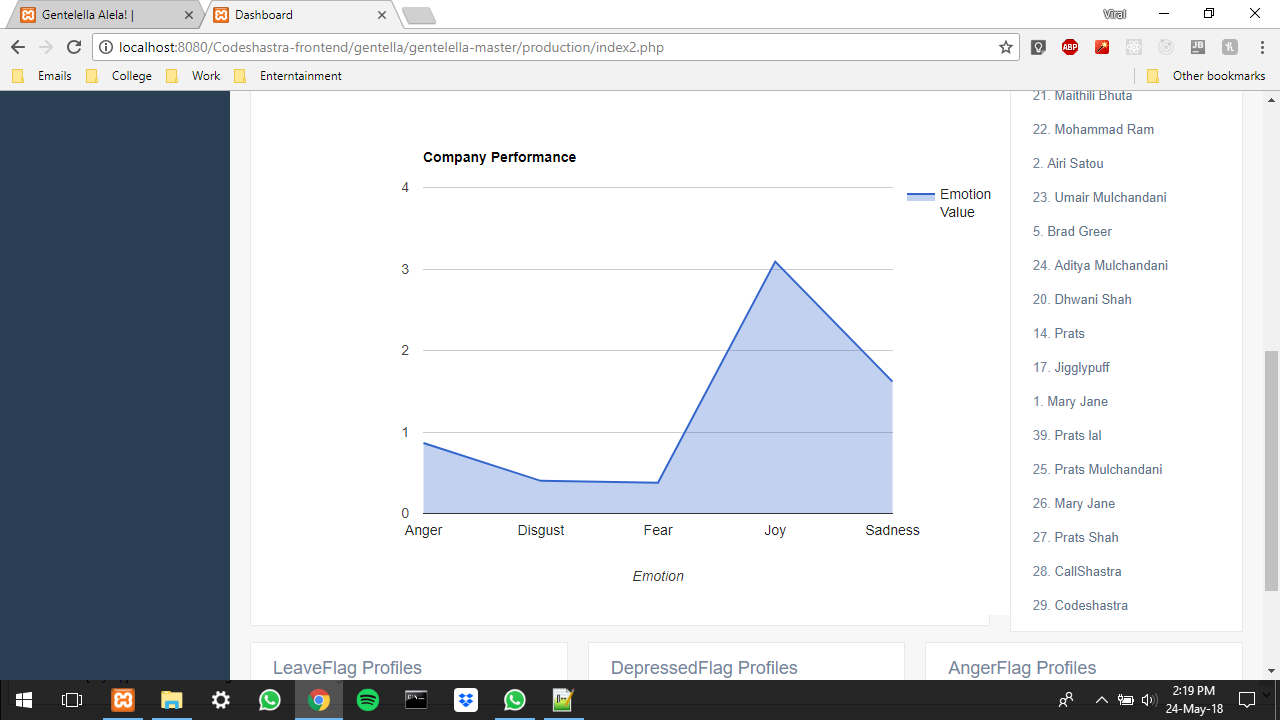 Gentelella Alela! |
Dashboard
Viral
localhost:8080/Codeshastra-frontend/gentella/gentelella-master/production/index2.php
ABP
JB
Emails
College
Work
Enterntainment
Other bookmarks
Company Performance
4
3
2
1
0
Emotion
Value
Anger
Disgust
Fear
Joy
Sadness
Emotion
21. Maithili Bhuta
22. Mohammad Ram
2. Airi Satou
23. Umair Mulchandani
5. Brad Greer
24. Aditya Mulchandani
20. Dhwani Shah
14. Prats
17. Jigglypuff
1. Mary Jane
39. Prats lal
25. Prats Mulchandani
26. Mary Jane
27. Prats Shah
28. CallShastra
29. Codeshastra
LeaveFlag Profiles
DepressedFlag Profiles
AngerFlag Profiles
2:19 PM
24-May-18